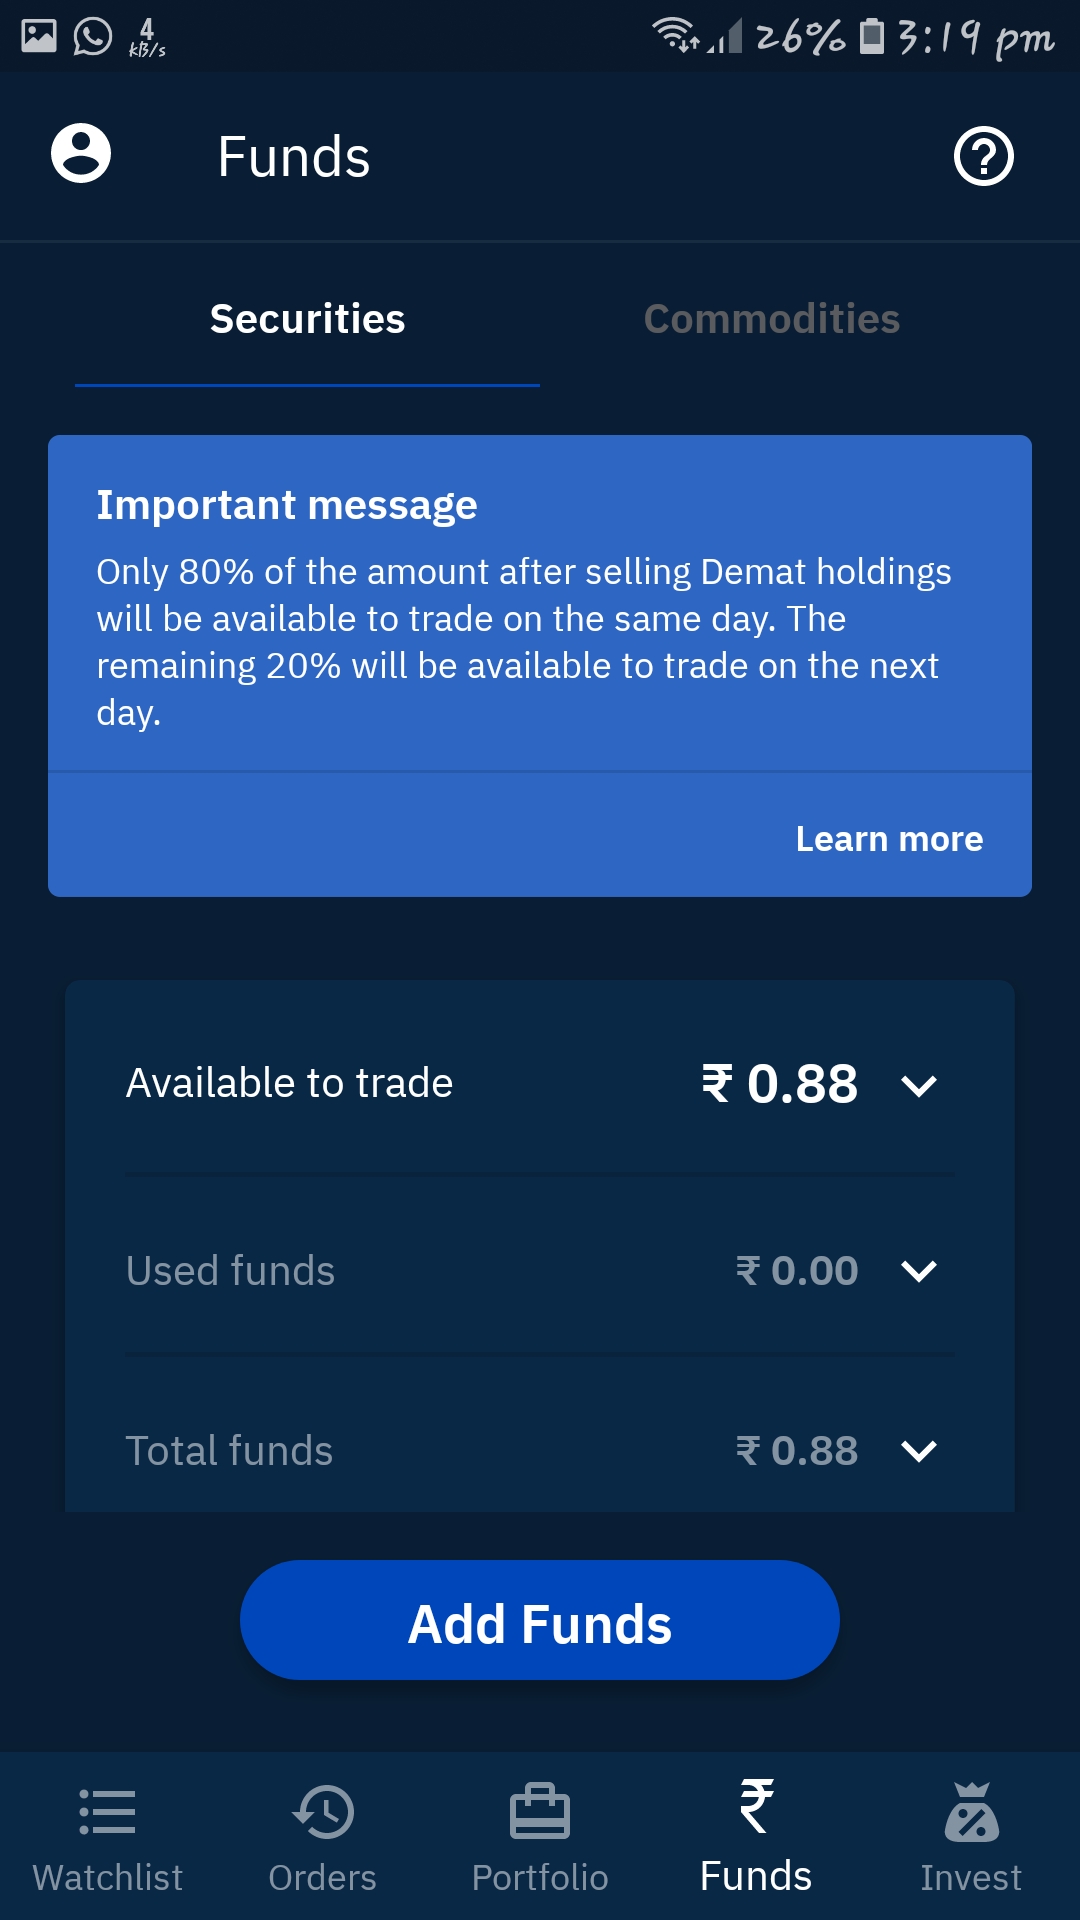 4
KB/s
26% 3:19 pm
Funds
Securities Commodities
Important message
Only 80% of the amount after selling Demat holdings
will be available to trade on the same day. The
remaining 20% will be available to trade on the next
day.
Learn more
Available to trade ₹ 0.88
Used funds ₹ 0.00
Total funds ₹ 0.88
Add Funds
Watchlist Orders Portfolio Funds Invest